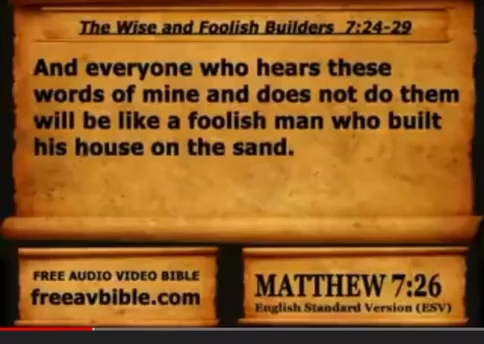 The Wise and Foolish Builders 7:24-29
And everyone who hears these
words of mine and does not do them
will be like a foolish man who built
his house on the sand.
FREE AUDIO VIDEO BIBLE
freeavbible.com
MATTHEW 7:26
English Standard Version (ESV)